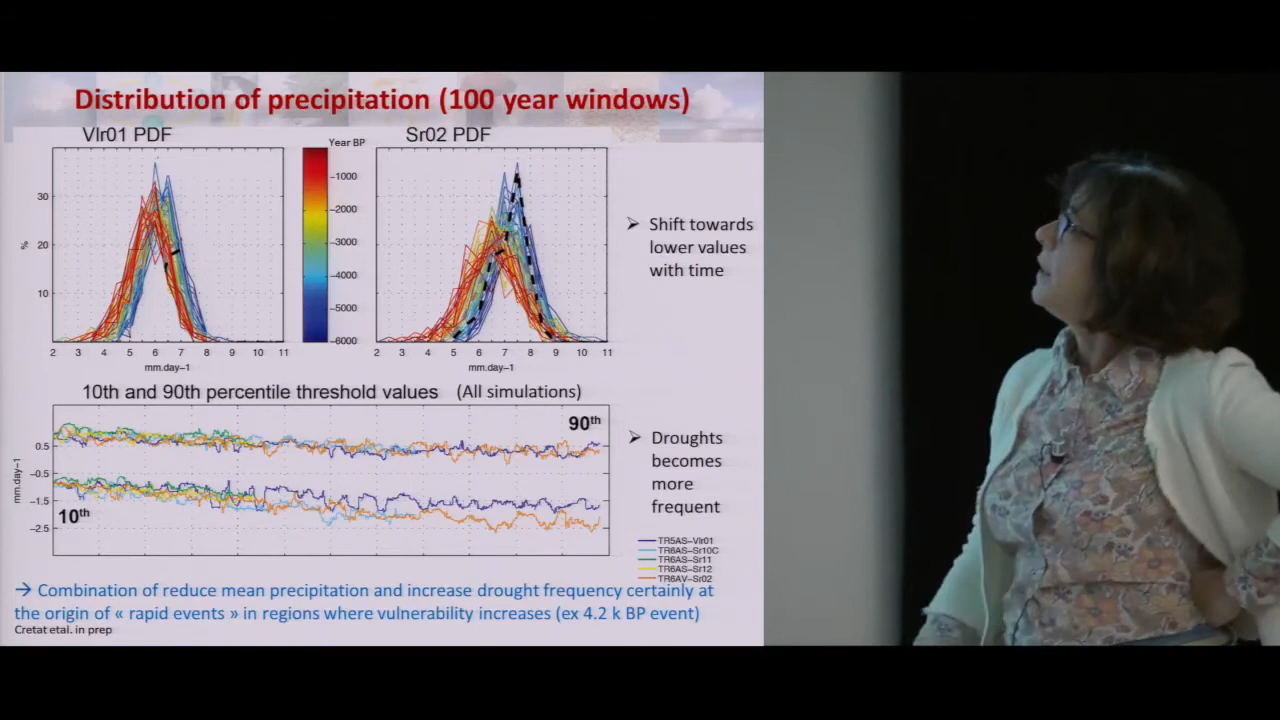 Distribution of precipitation (100 year windows)
Vlr01 PDF
Year BP
Sr02 PDF
%
30
20
10
2 3 4 5 6 7 8 9 10 11
mm.day−1
−1000
−2000
−3000
−4000
−5000
−6000
2 3 4 5 6 7 8 9 10 11
mm.day−1
➢ Shift towards
lower values
with time
10th and 90th percentile threshold values (All simulations)
mm.day−1
0.5
−0.5
−1.5
−2.5
90th
10th
➢ Droughts
becomes
more
frequent
TR5AS−Vlr01
TR6AS−Sr10C
TR6AS−Sr11
TR6AS−Sr12
TR6AV−Sr02
→ Combination of reduce mean precipitation and increase drought frequency certainly at
the origin of « rapid events » in regions where vulnerability increases (ex 4.2 k BP event)
Cretat etal. in prep